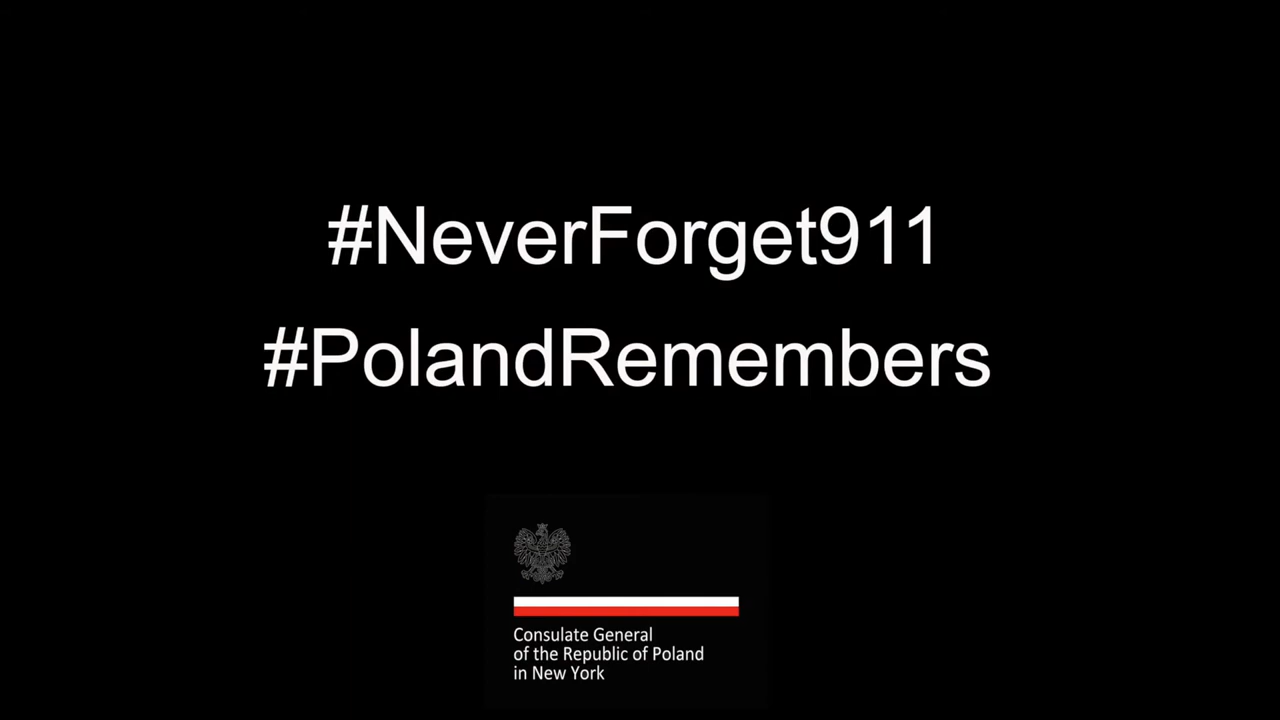 #NeverForget911
#PolandRemembers
Consulate General
of the Republic of Poland
in New York